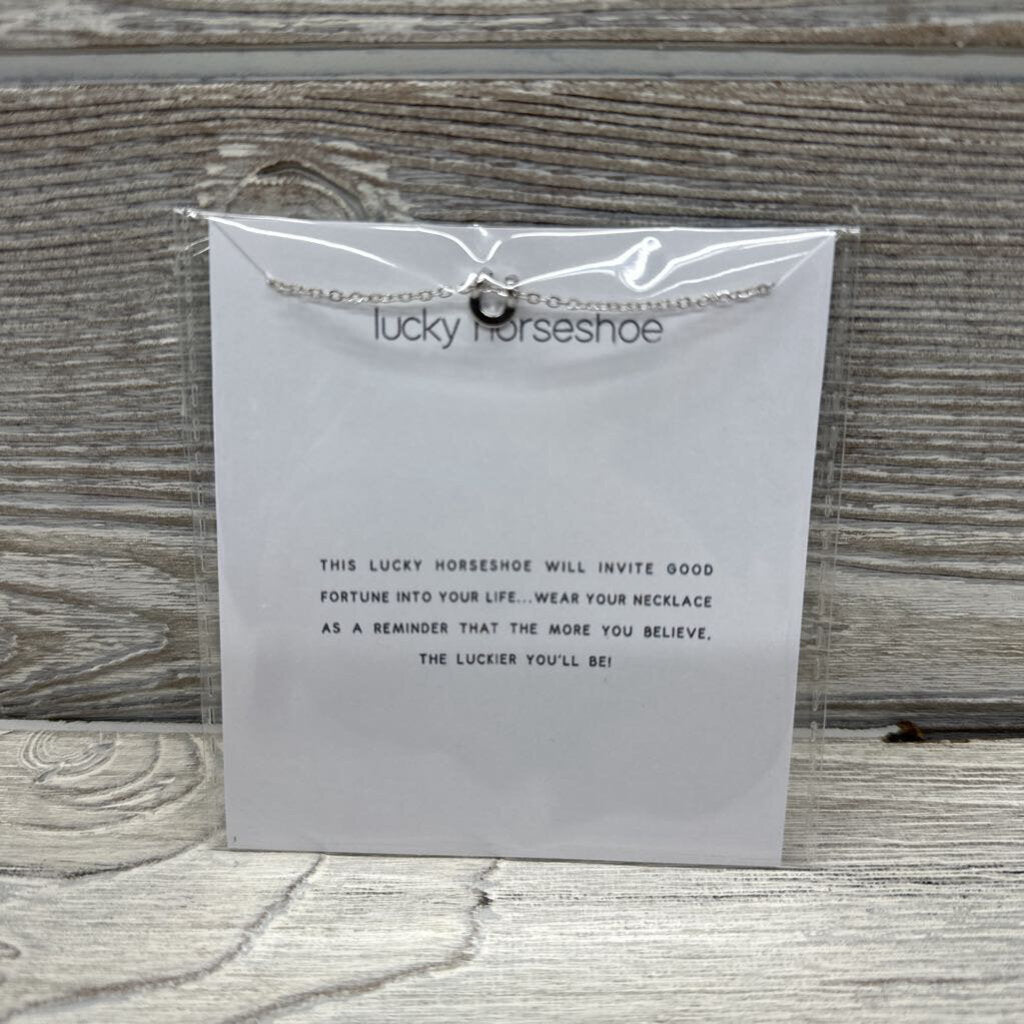 lucky horseshoe
THIS LUCKY HORSESHOE WILL INVITE GOOD
FORTUNE INTO YOUR LIFE...WEAR YOUR NECKLACE
AS A REMINDER THAT THE MORE YOU BELIEVE,
THE LUCKIER YOU'LL BE!